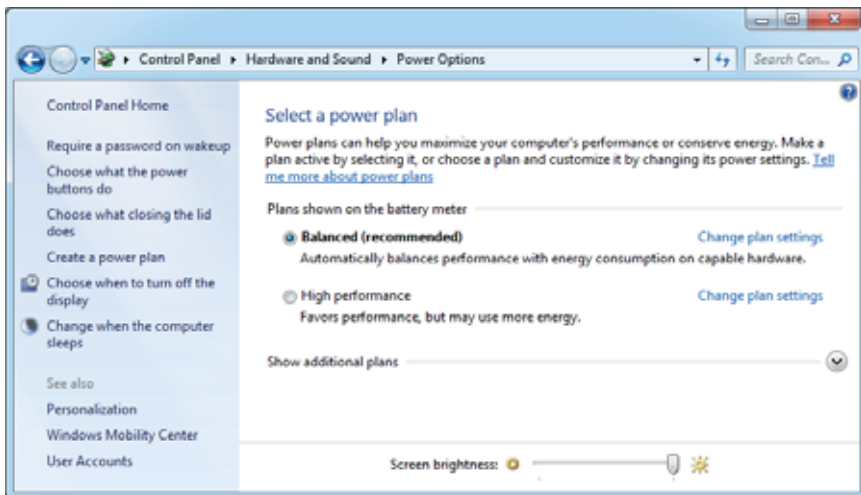 Control Panel Hardware and Sound Power Options
Search Con...
Control Panel Home
Require a password on wakeup
Choose what the power
buttons do
Choose what closing the lid
does
Create a power plan
Choose when to turn off the
display
Change when the computer
sleeps
See also
Personalization
Windows Mobility Center
User Accounts
Select a power plan
Power plans can help you maximize your computer's performance or conserve energy. Make a
plan active by selecting it, or choose a plan and customize it by changing its power settings. Tell
me more about power plans
Plans shown on the battery meter
Balanced (recommended) Change plan settings
Automatically balances performance with energy consumption on capable hardware.
High performance Change plan settings
Favors performance, but may use more energy.
Show additional plans
Screen brightness: